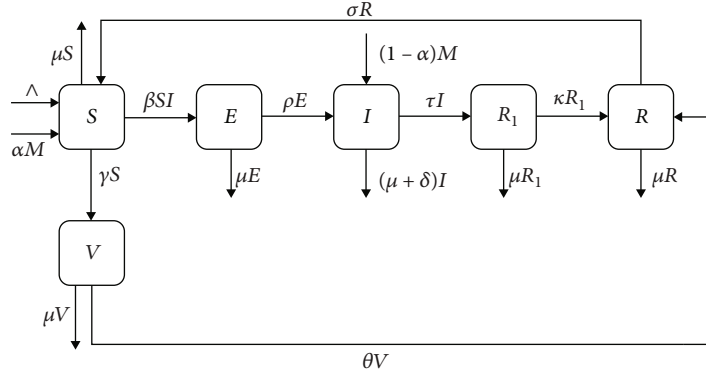 σR
μS
(1 – α)M
^
S
βSI
E
ρE
I
τI
R₁
κR₁
R
αM
γS
μE
(μ + δ)I
μR₁
μR
V
μV
θV